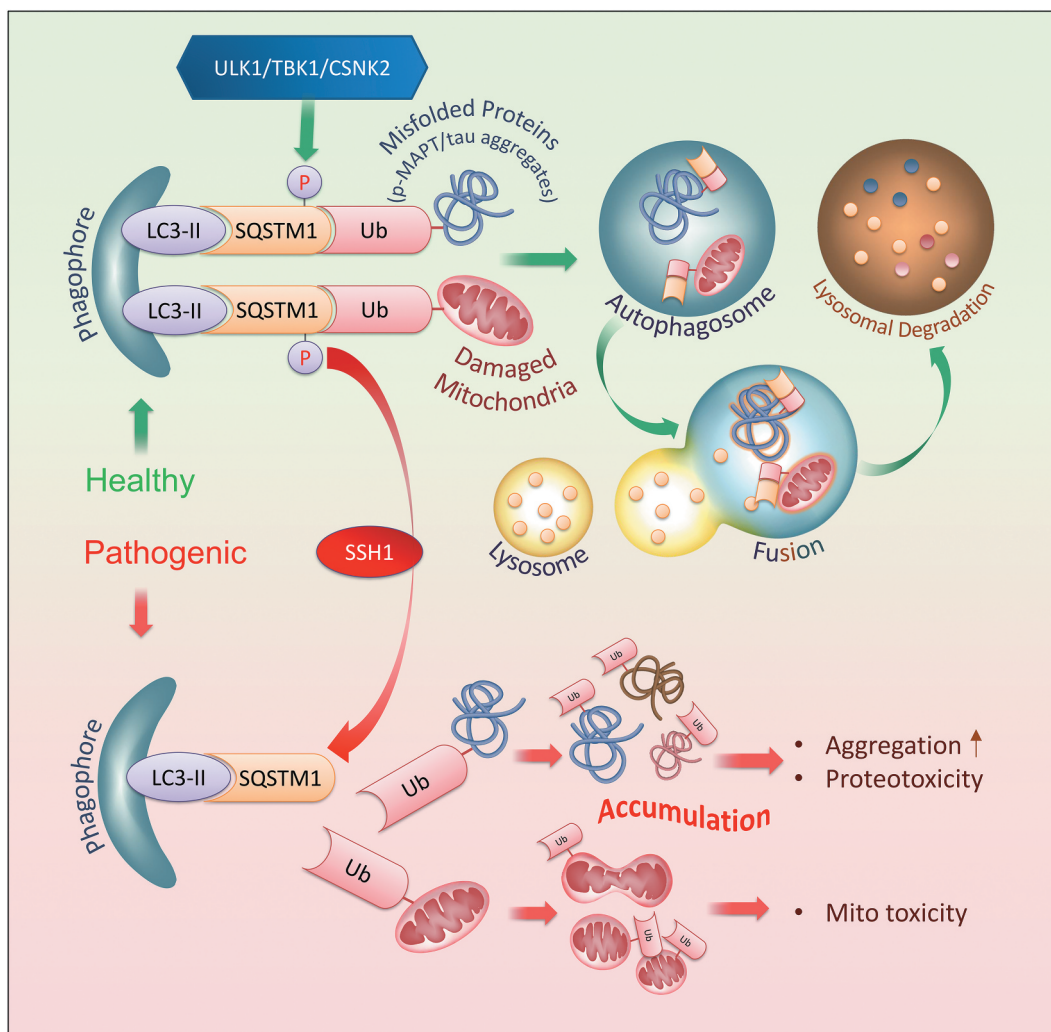 ULK1/TBK1/CSNK2
Misfolded Proteins
(p-MAPT/tau aggregates)
P
Phagophore
LC3-II
SQSTM1
Ub
LC3-II
SQSTM1
Ub
P
Damaged
Mitochondria
Autophagosome
Lysosomal Degradation
Healthy
Pathogenic
SSH1
Lysosome
Fusion
Phagophore
LC3-II
SQSTM1
Ub
Ub
Ub
Ub
Ub
Accumulation
• Aggregation ↑
• Proteotoxicity
Ub
Ub
Ub
• Mito toxicity